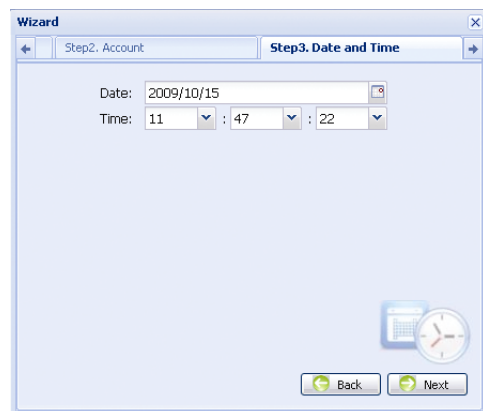 Wizard
Step2. Account Step3. Date and Time
Date: 2009/10/15
Time: 11 : 47 : 22
Back Next